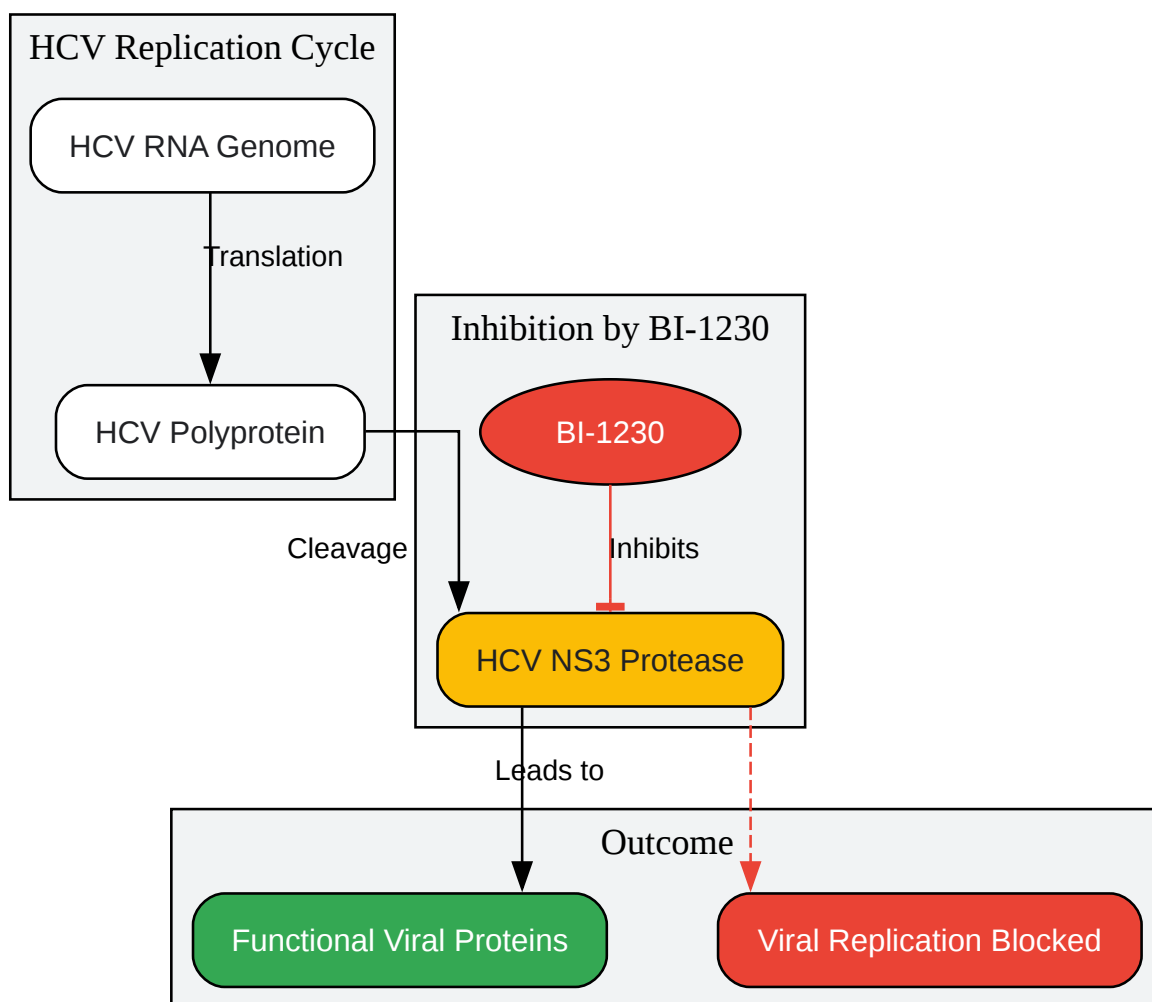 HCV Replication Cycle
HCV RNA Genome
Translation
HCV Polyprotein
Inhibition by BI-1230
BI-1230
Cleavage
Inhibits
HCV NS3 Protease
Leads to
Outcome
Functional Viral Proteins
Viral Replication Blocked